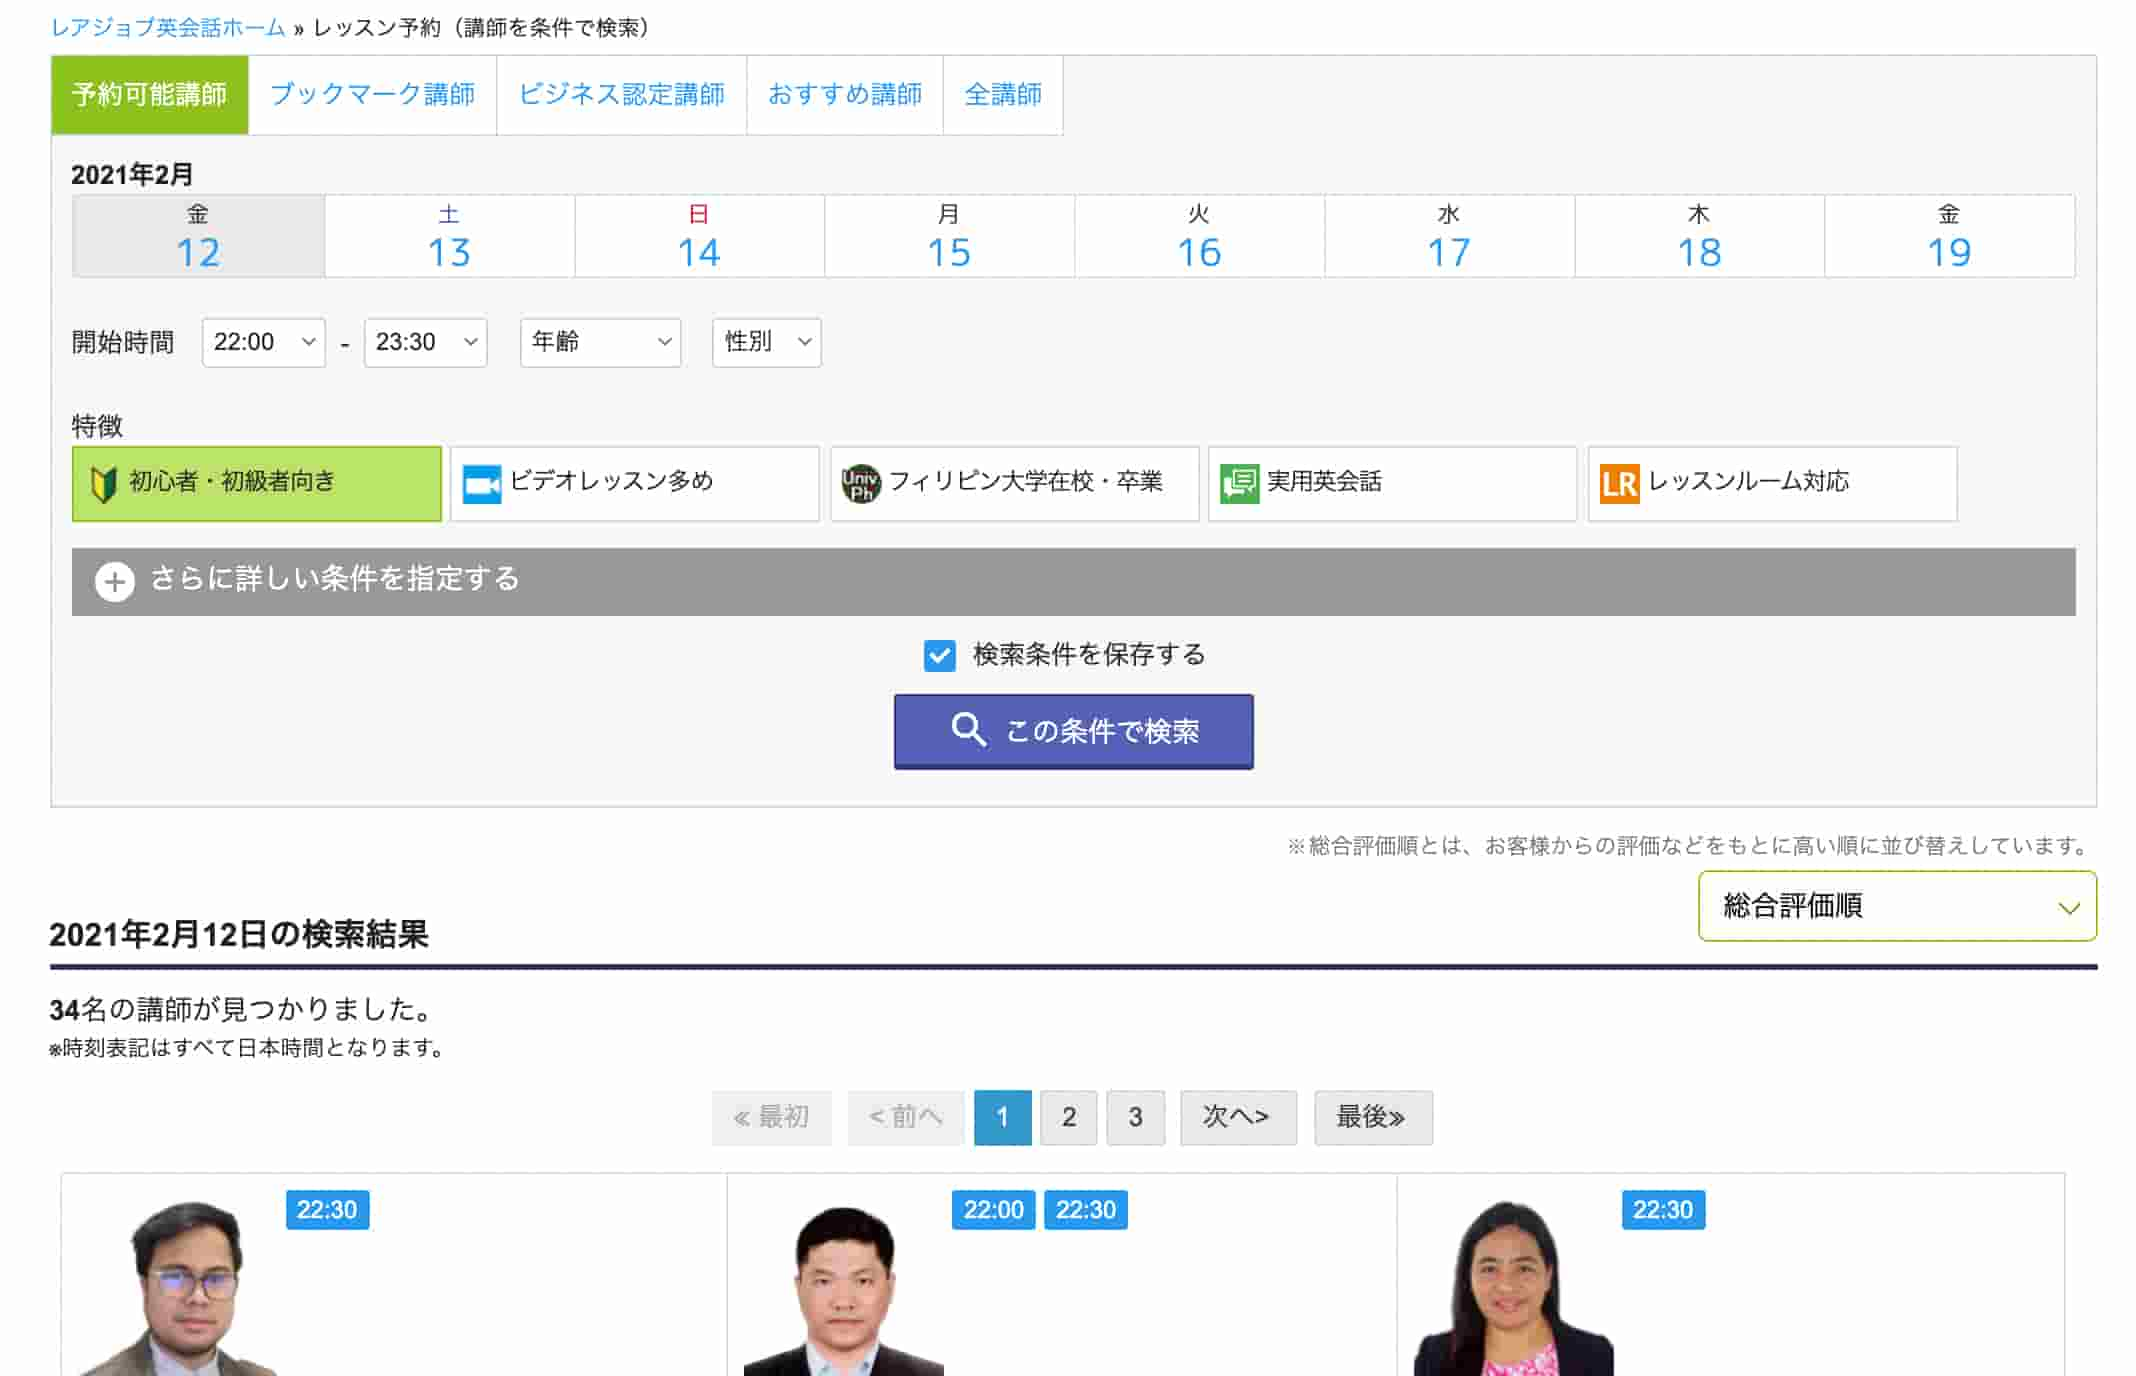 レアジョブ英会話ホーム » レッスン予約（講師を条件で検索）
予約可能講師 ブックマーク講師 ビジネス認定講師 おすすめ講師 全講師
2021年2月
金 土 日 月 火 水 木 金
12 13 14 15 16 17 18 19
開始時間 22:00 - 23:30 年齢 性別
特徴
初心者・初級者向き ビデオレッスン多め Univ Ph フィリピン大学在校・卒業 実用英会話 LR レッスンルーム対応
さらに詳しい条件を指定する
検索条件を保存する
この条件で検索
※総合評価順とは、お客様からの評価などをもとに高い順に並び替えしています。
総合評価順
2021年2月12日の検索結果
34名の講師が見つかりました。
※時刻表記はすべて日本時間となります。
≪ 最初 < 前へ 1 2 3 次へ> 最後≫
22:30 22:00 22:30 22:30